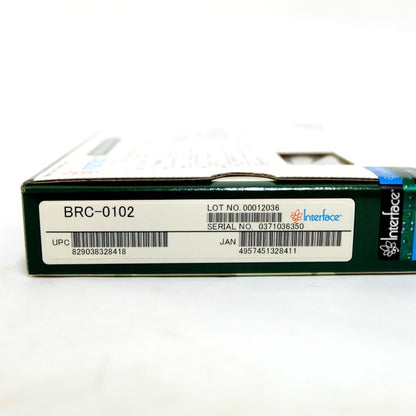 BRC-0102
LOT NO. 00012036
SERIAL NO. 0371036350
Interface
UPC
829038328418
JAN
4957451328411
Interface